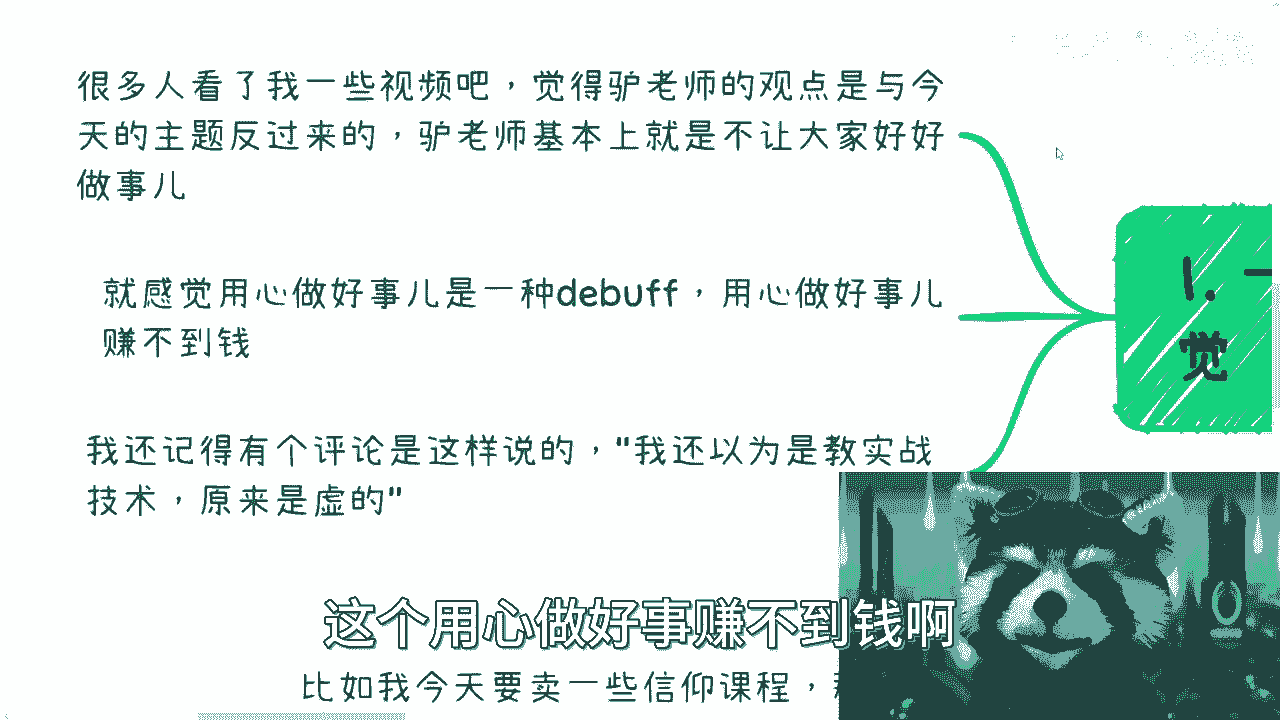 很多人看了我一些视频吧，觉得驴老师的观点是与今
天的主题反过来的，驴老师基本上就是不让大家好好
做事儿
就感觉用心做好事儿是一种debuff，用心做好事儿
赚不到钱
我还记得有个评论是这样说的，"我还以为是教实战
技术，原来是虚的"
1. 一
觉
这个用心做好事赚不到钱啊
比如我今天要卖一些信仰课程，